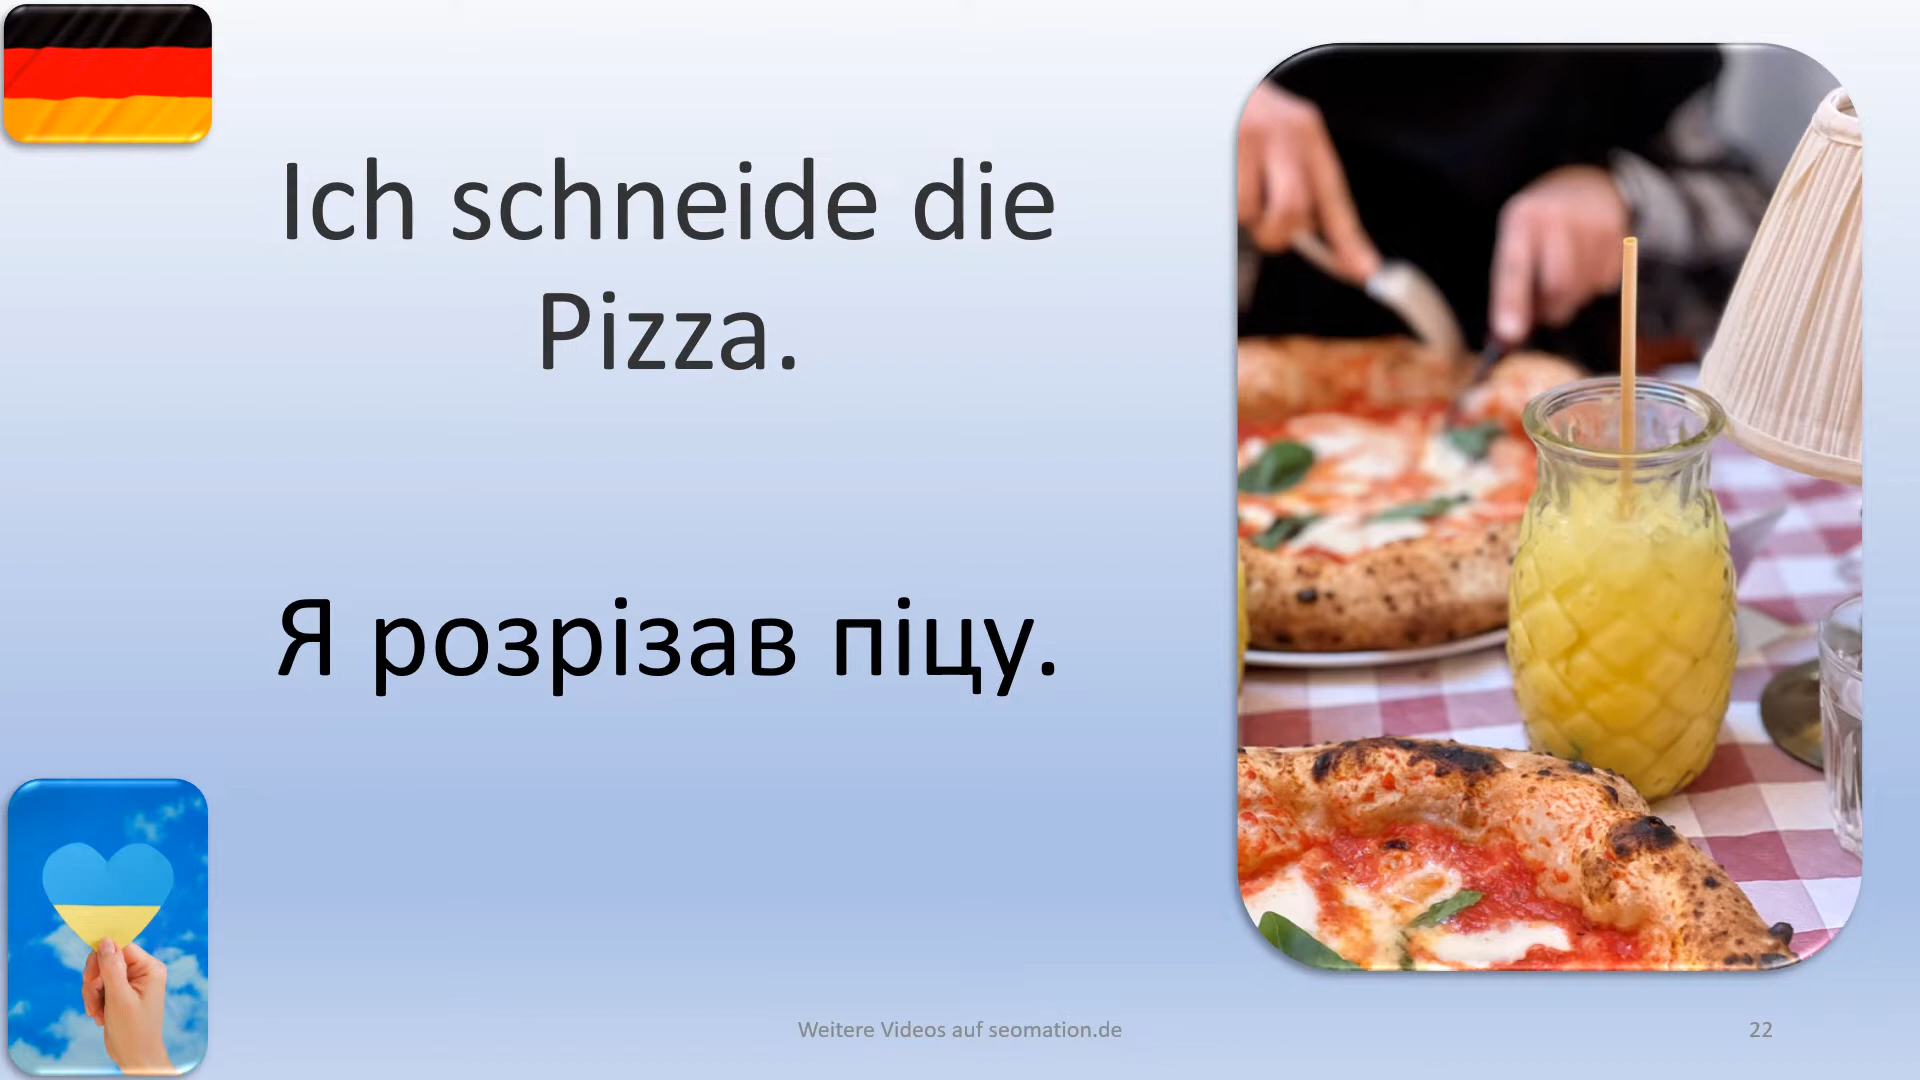 Ich schneide die
Pizza.
Я розрізав піцу.
Weitere Videos auf seomation.de
22